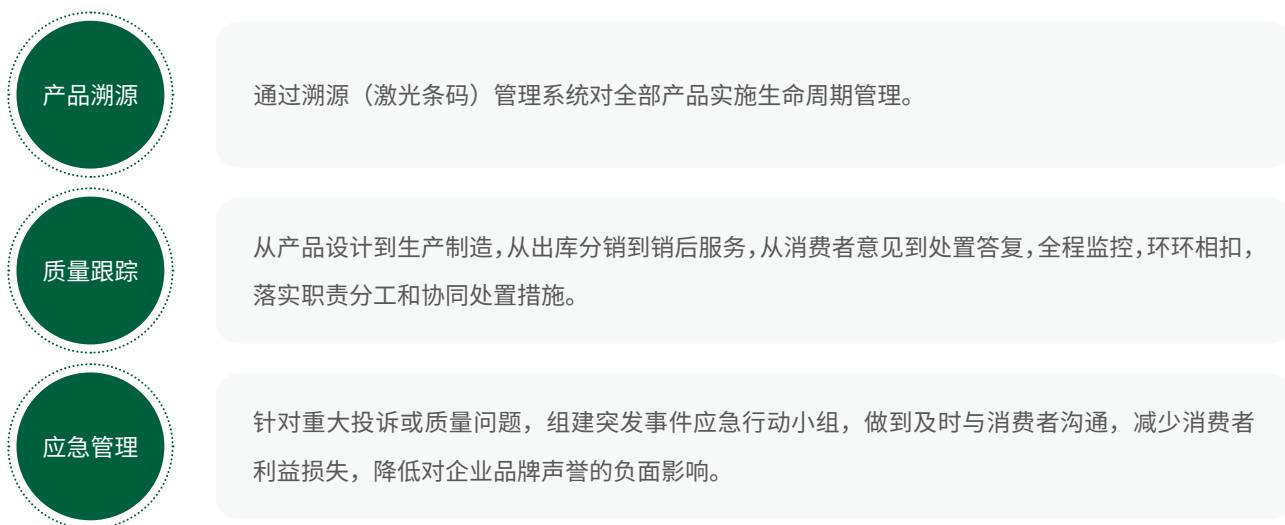 产品溯源
通过溯源（激光条码）管理系统对全部产品实施生命周期管理。
质量跟踪
从产品设计到生产制造，从出库分销到销后服务，从消费者意见到处置答复，全程监控，环环相扣，
落实职责分工和协同处置措施。
应急管理
针对重大投诉或质量问题，组建突发事件应急行动小组，做到及时与消费者沟通，减少消费者
利益损失，降低对企业品牌声誉的负面影响。